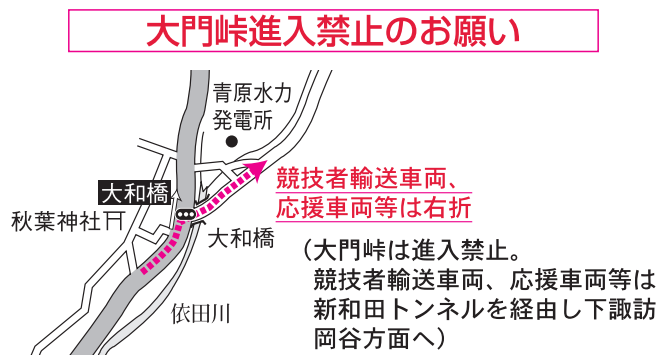 大門峠進入禁止のお願い
青原水力
発電所
大和橋
秋葉神社
大和橋
依田川
競技者輸送車両、
応援車両等は右折
（大門峠は進入禁止。
競技者輸送車両、応援車両等は
新和田トンネルを経由し下諏訪
岡谷方面へ）